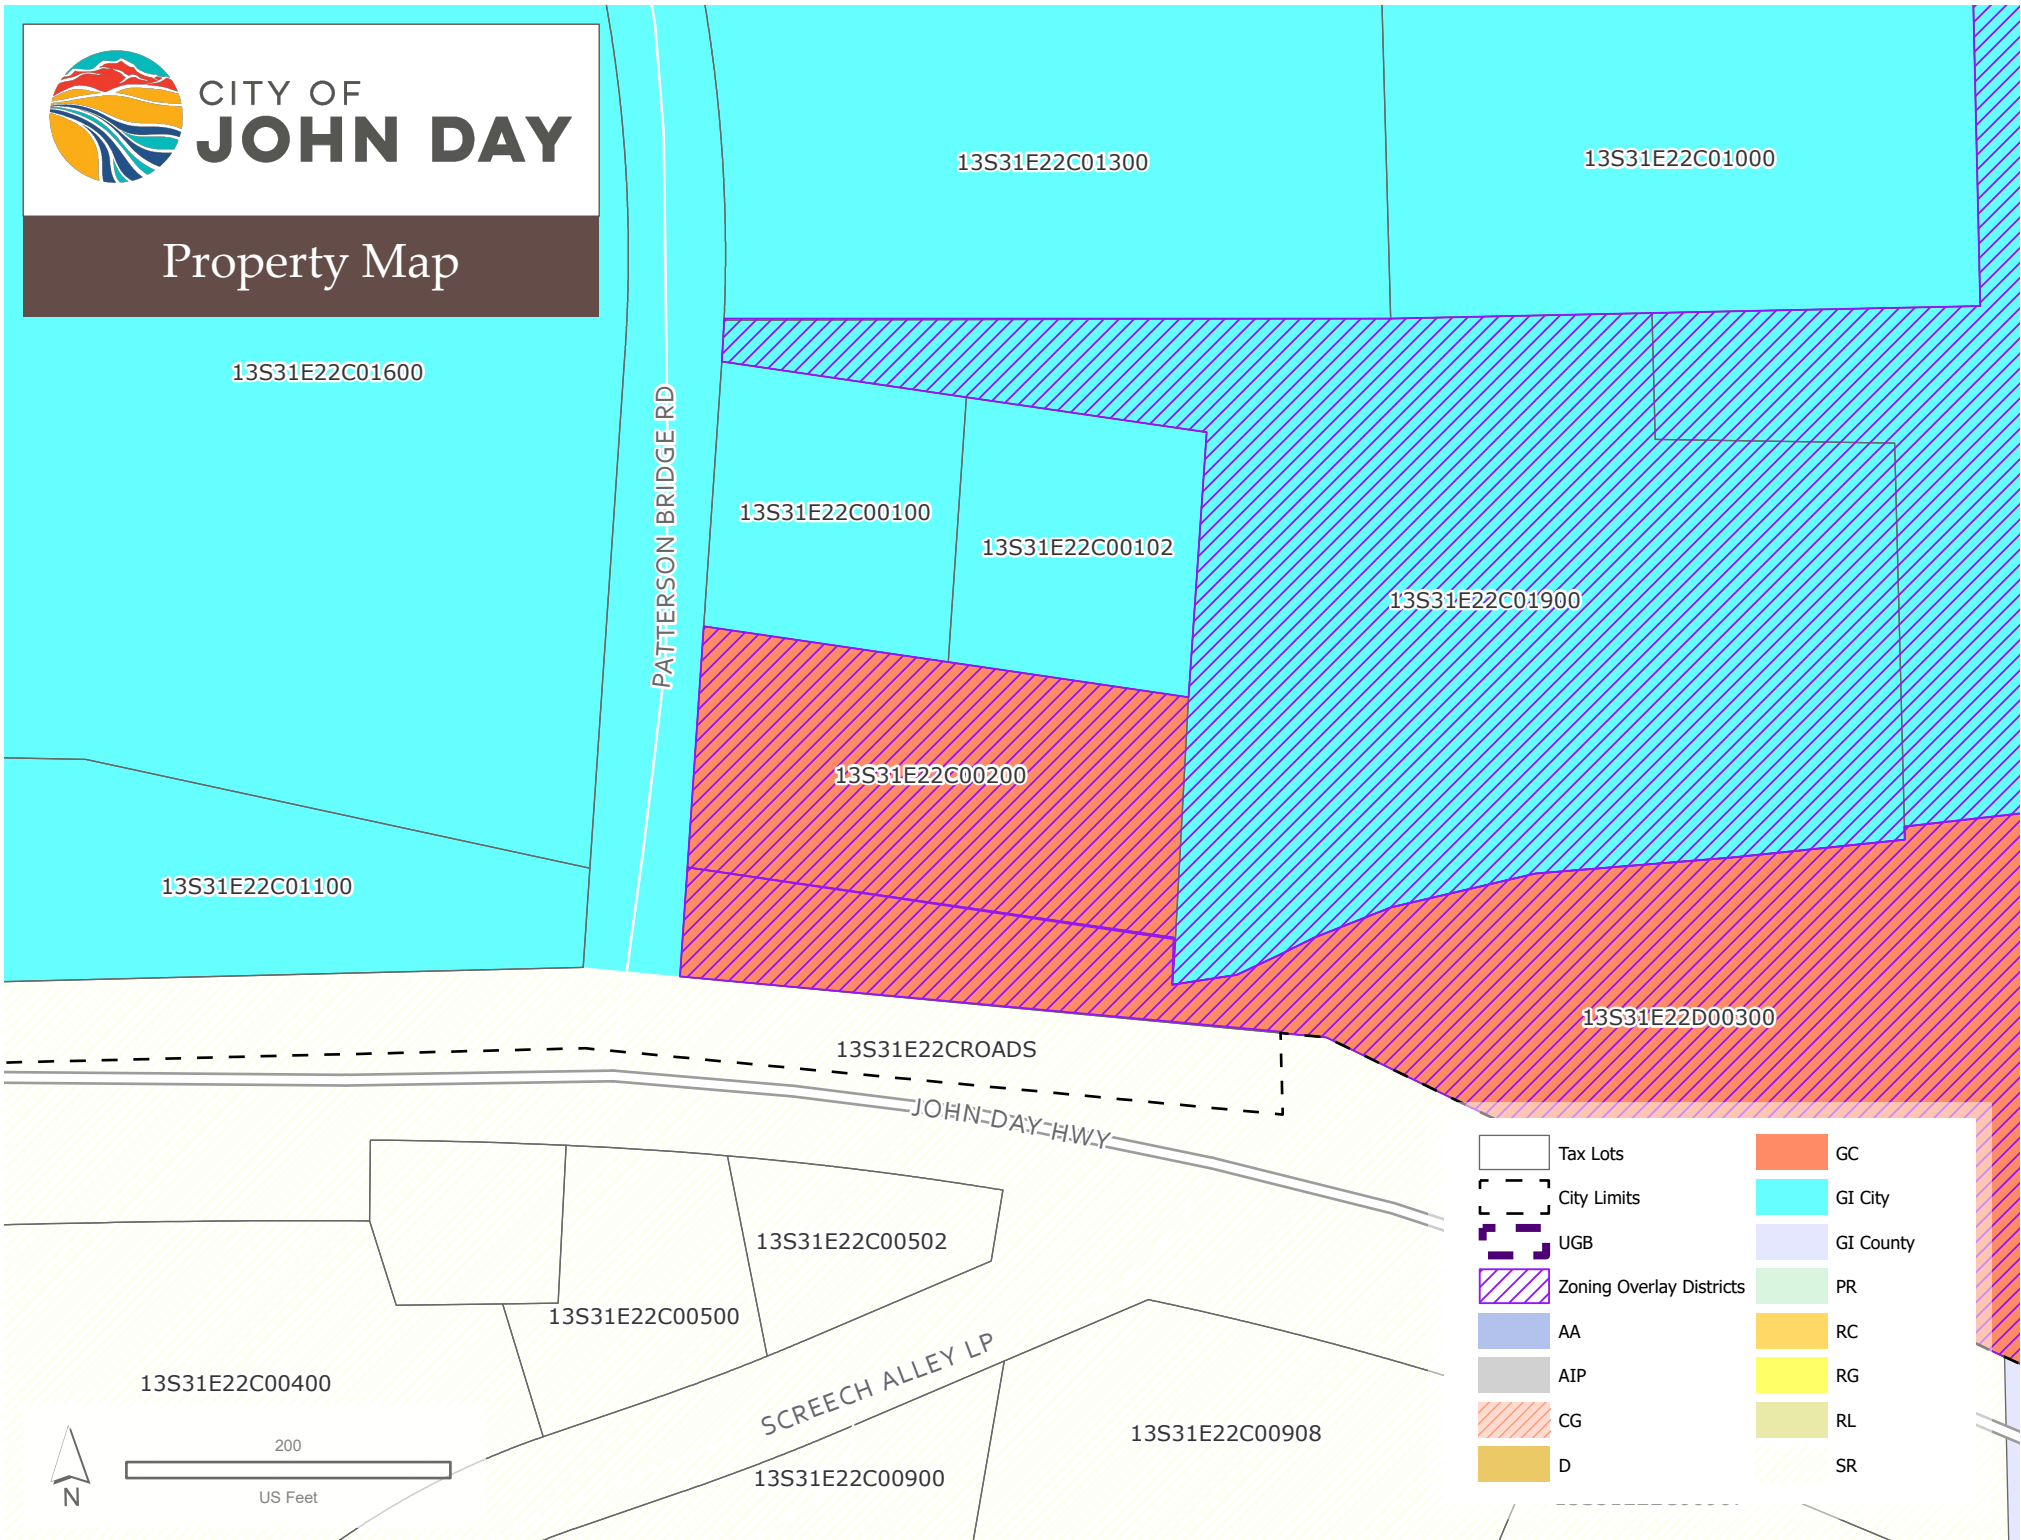 CITY OF
JOHN DAY
Property Map
13S31E22C01300
13S31E22C01000
13S31E22C01600
PATTERSON BRIDGE RD
13S31E22C00100
13S31E22C00102
13S31E22C01900
13S31E22C00200
13S31E22C01100
13S31E22D00300
13S31E22CROADS
JOHN DAY HWY
13S31E22C00502
13S31E22C00500
13S31E22C00400
SCREECH ALLEY LP
13S31E22C00908
13S31E22C00900
200
US Feet
N
Tax Lots
City Limits
UGB
Zoning Overlay Districts
AA
AIP
CG
D
GC
GI City
GI County
PR
RC
RG
RL
SR